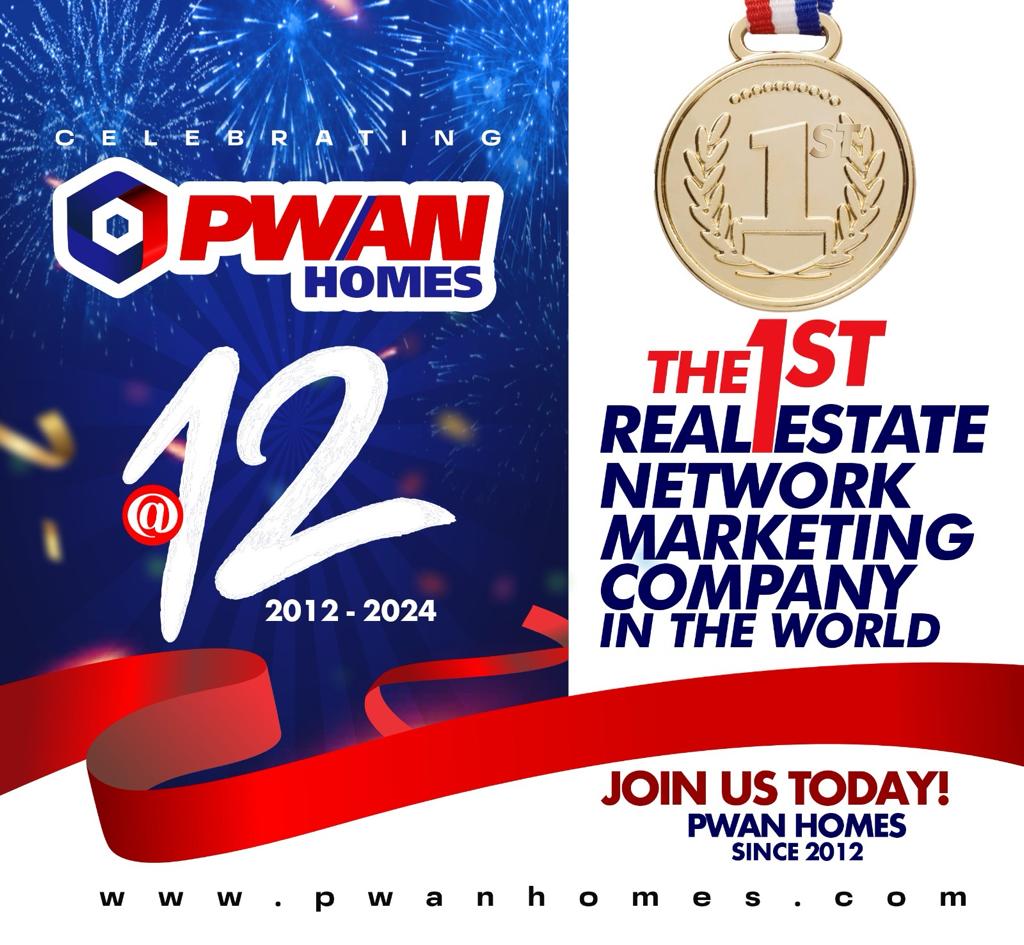 CELEBRATING
PWAN
HOMES
@12
2012 - 2024
1ST
THE 1ST
REAL ESTATE
NETWORK
MARKETING
COMPANY
IN THE WORLD
JOIN US TODAY!
PWAN HOMES
SINCE 2012
www.pwanhomes.com